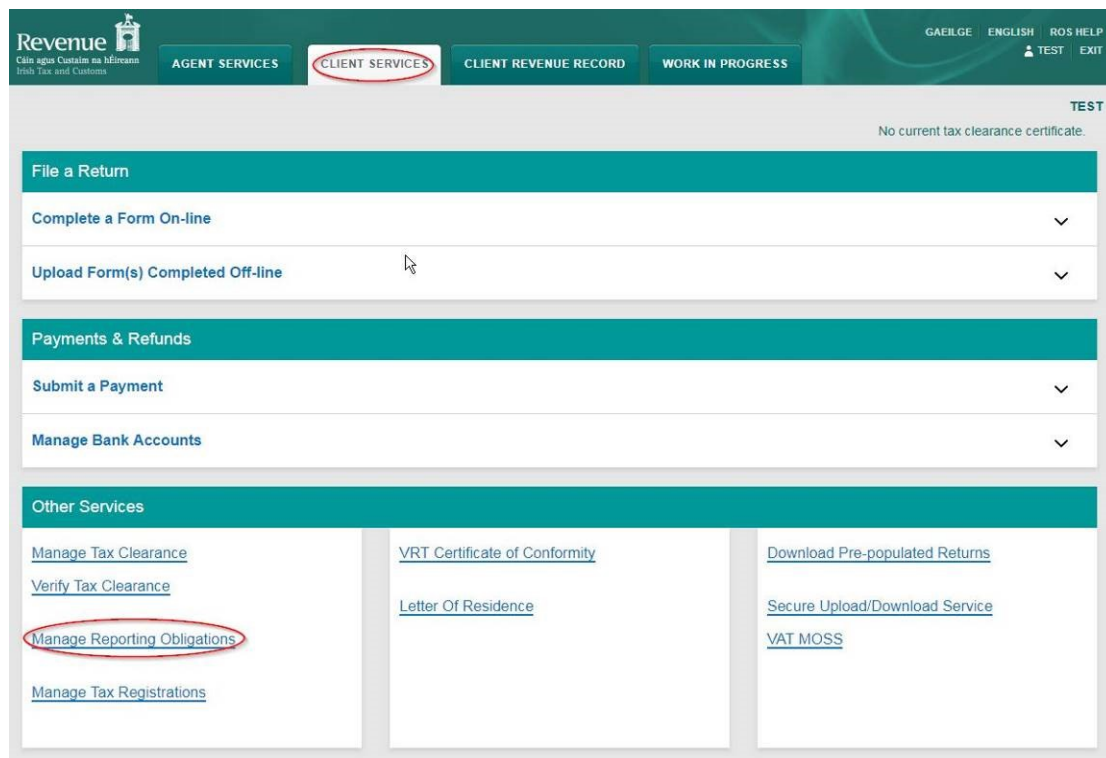 Revenue
Cáin agus Custaim na hÉireann
Irish Tax and Customs
AGENT SERVICES
CLIENT SERVICES
CLIENT REVENUE RECORD
WORK IN PROGRESS
GAEILGE ENGLISH ROS HELP
TEST EXIT
TEST
No current tax clearance certificate.
File a Return
Complete a Form On-line
Upload Form(s) Completed Off-line
Payments & Refunds
Submit a Payment
Manage Bank Accounts
Other Services
Manage Tax Clearance
Verify Tax Clearance
Manage Reporting Obligations
Manage Tax Registrations
VRT Certificate of Conformity
Letter Of Residence
Download Pre-populated Returns
Secure Upload/Download Service
VAT MOSS